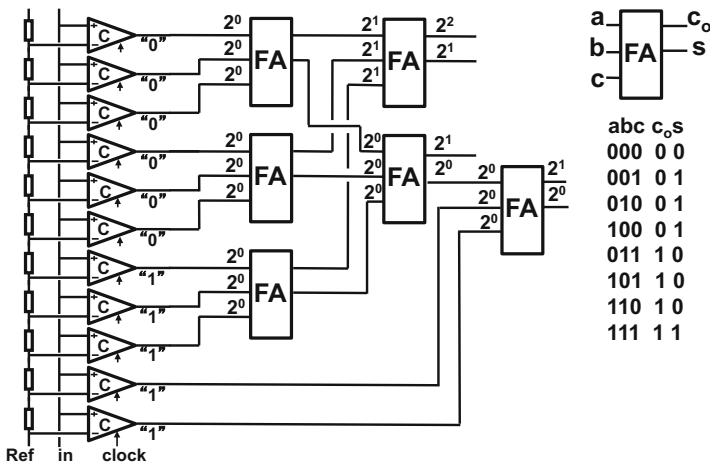 + C − "0" 2⁰ FA 2¹ 2² a FA cₒ
+ C − "0" 2⁰ 2¹ FA 2¹ b s
+ C − "0" 2⁰ 2¹ c
+ C − "0" 2⁰ 2⁰ 2¹ abc cₒs
+ C − "0" 2⁰ FA 2⁰ FA 2⁰ 2⁰ 2¹ 000 0 0
+ C − "0" 2⁰ 2⁰ 2⁰ FA 2⁰ 001 0 1
2⁰ 010 0 1
+ C − "1" 2⁰ 100 0 1
+ C − "1" 2⁰ FA 011 1 0
+ C − "1" 2⁰ 101 1 0
110 1 0
111 1 1
+ C − "1"
+ C − "1"
Ref in clock